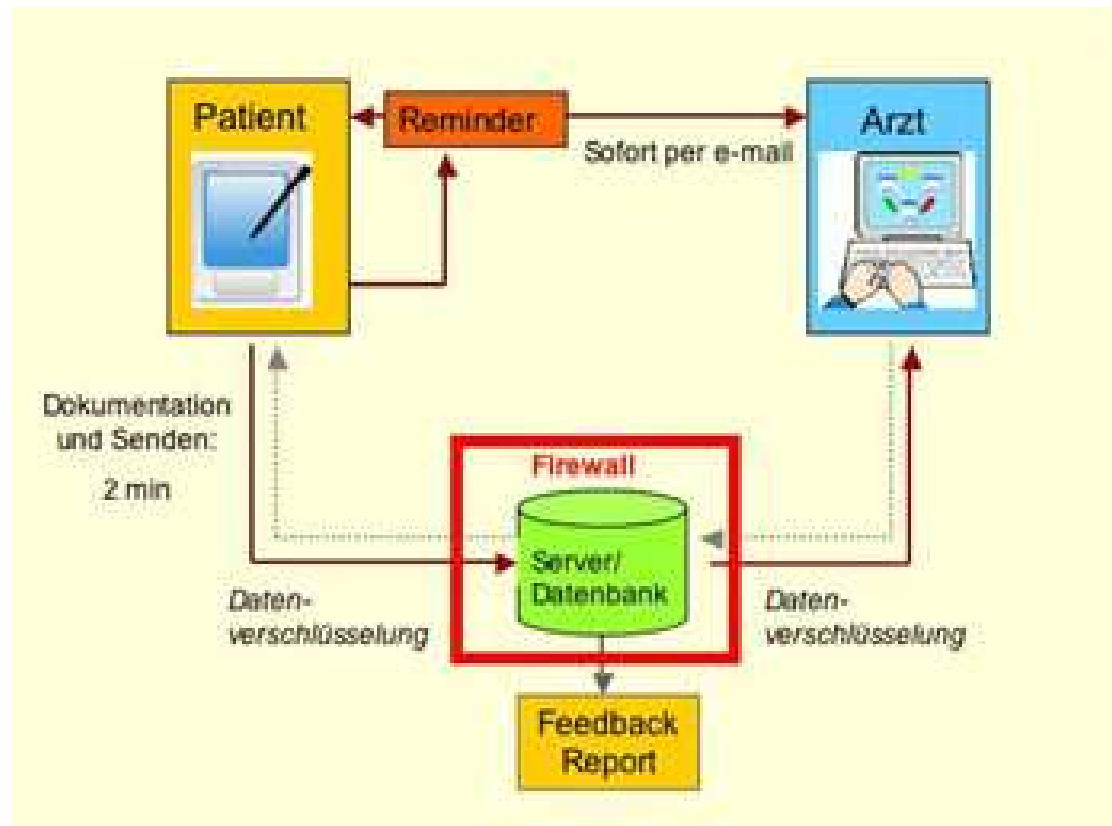 Patient
Reminder
Arzt
Sofort per e-mail
Dokumentation
und Senden:
2 min
Firewall
Server/
Datenbank
Daten-
verschlüsselung
Daten-
verschlüsselung
Feedback
Report